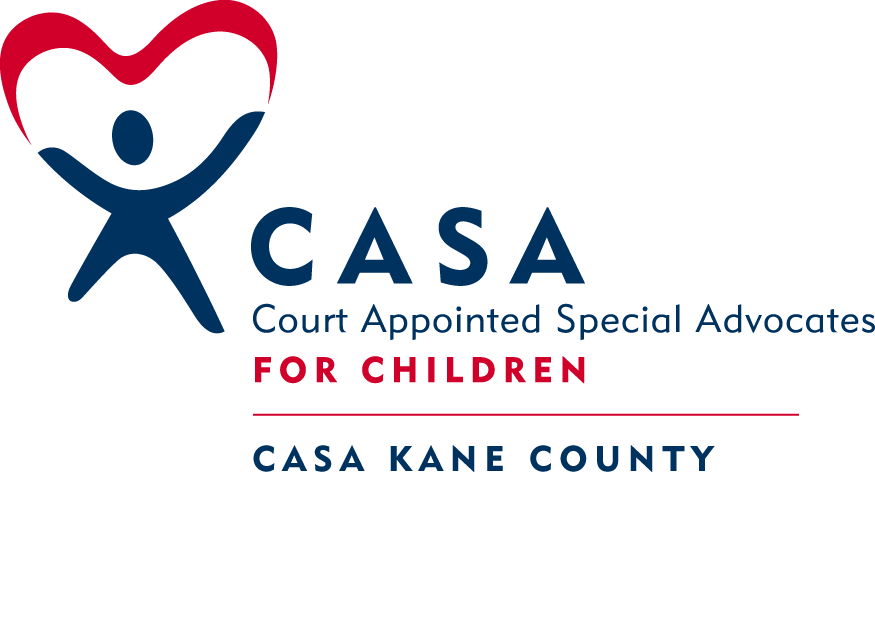 CASA
Court Appointed Special Advocates
FOR CHILDREN
CASA KANE COUNTY